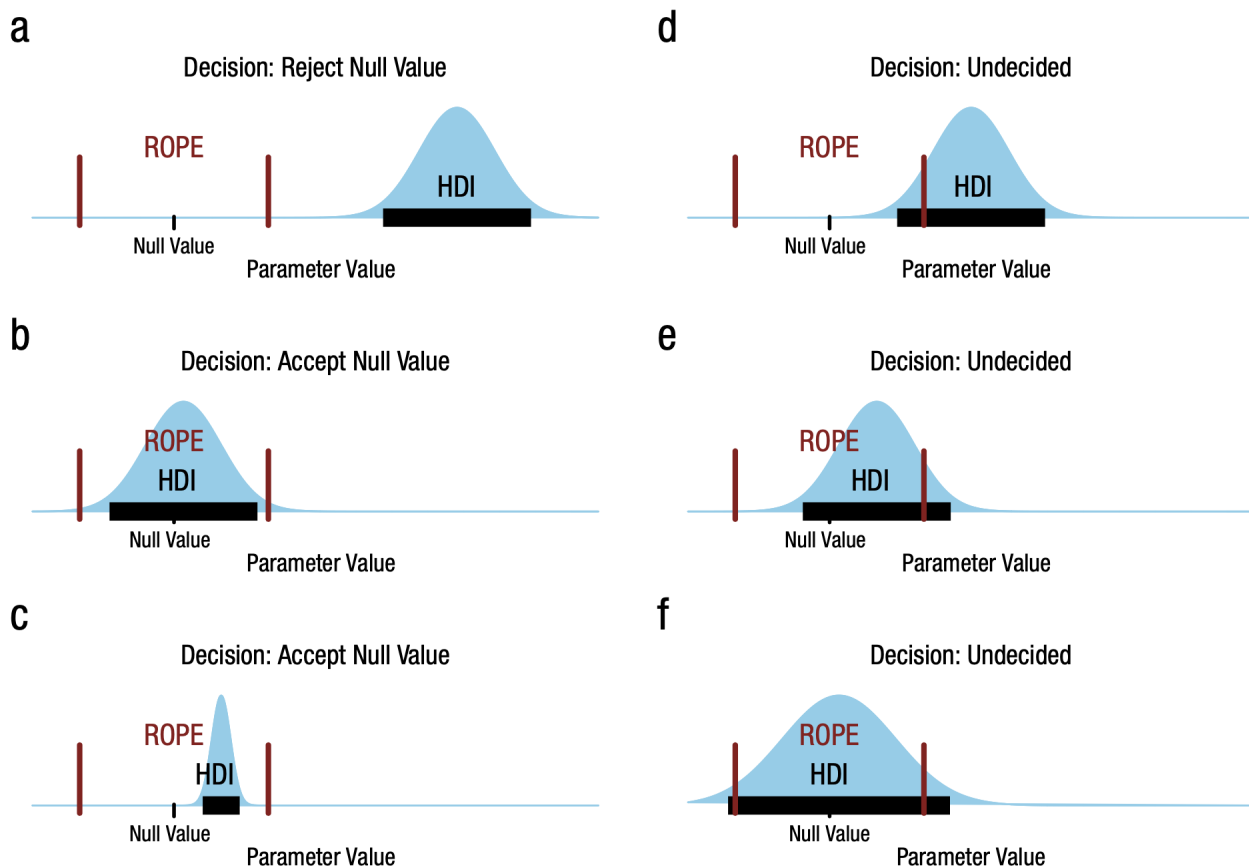 a
Decision: Reject Null Value
ROPE
HDI
Null Value
Parameter Value
b
Decision: Accept Null Value
ROPE
HDI
Null Value
Parameter Value
c
Decision: Accept Null Value
ROPE
HDI
Null Value
Parameter Value
d
Decision: Undecided
ROPE
HDI
Null Value
Parameter Value
e
Decision: Undecided
ROPE
HDI
Null Value
Parameter Value
f
Decision: Undecided
ROPE
HDI
Null Value
Parameter Value